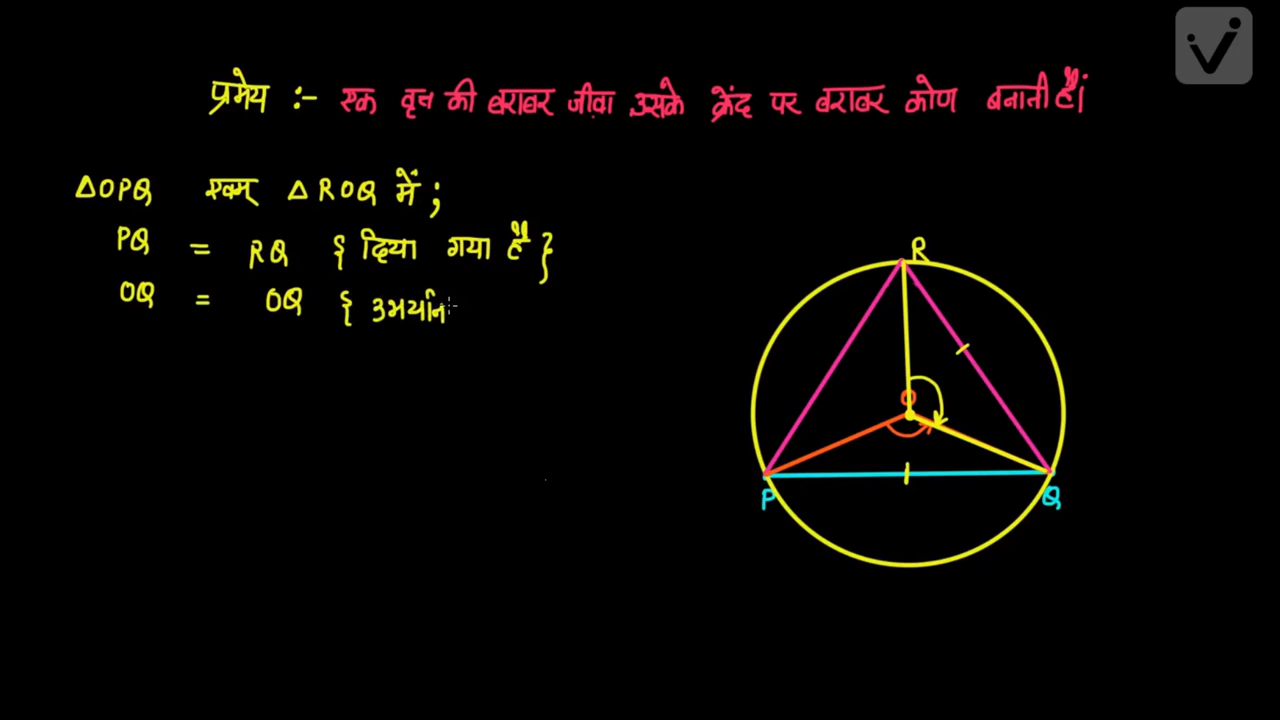 प्रमेय :- एक वृत्त की बराबर जीवा उसके केंद्र पर बराबर कोण बनाती हैं।
△OPQ एवम् △ROQ में;
PQ = RQ { दिया गया है }
OQ = OQ { उभयनि
R
O
P
Q